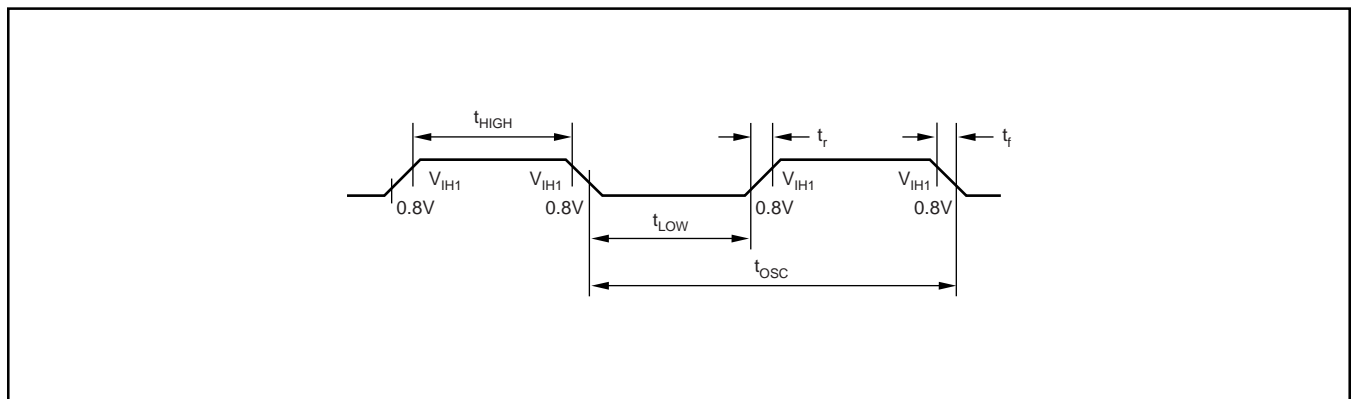 tHIGH
tr
tf
VIH1 VIH1 VIH1 VIH1
0.8V 0.8V 0.8V 0.8V
tLOW
tOSC